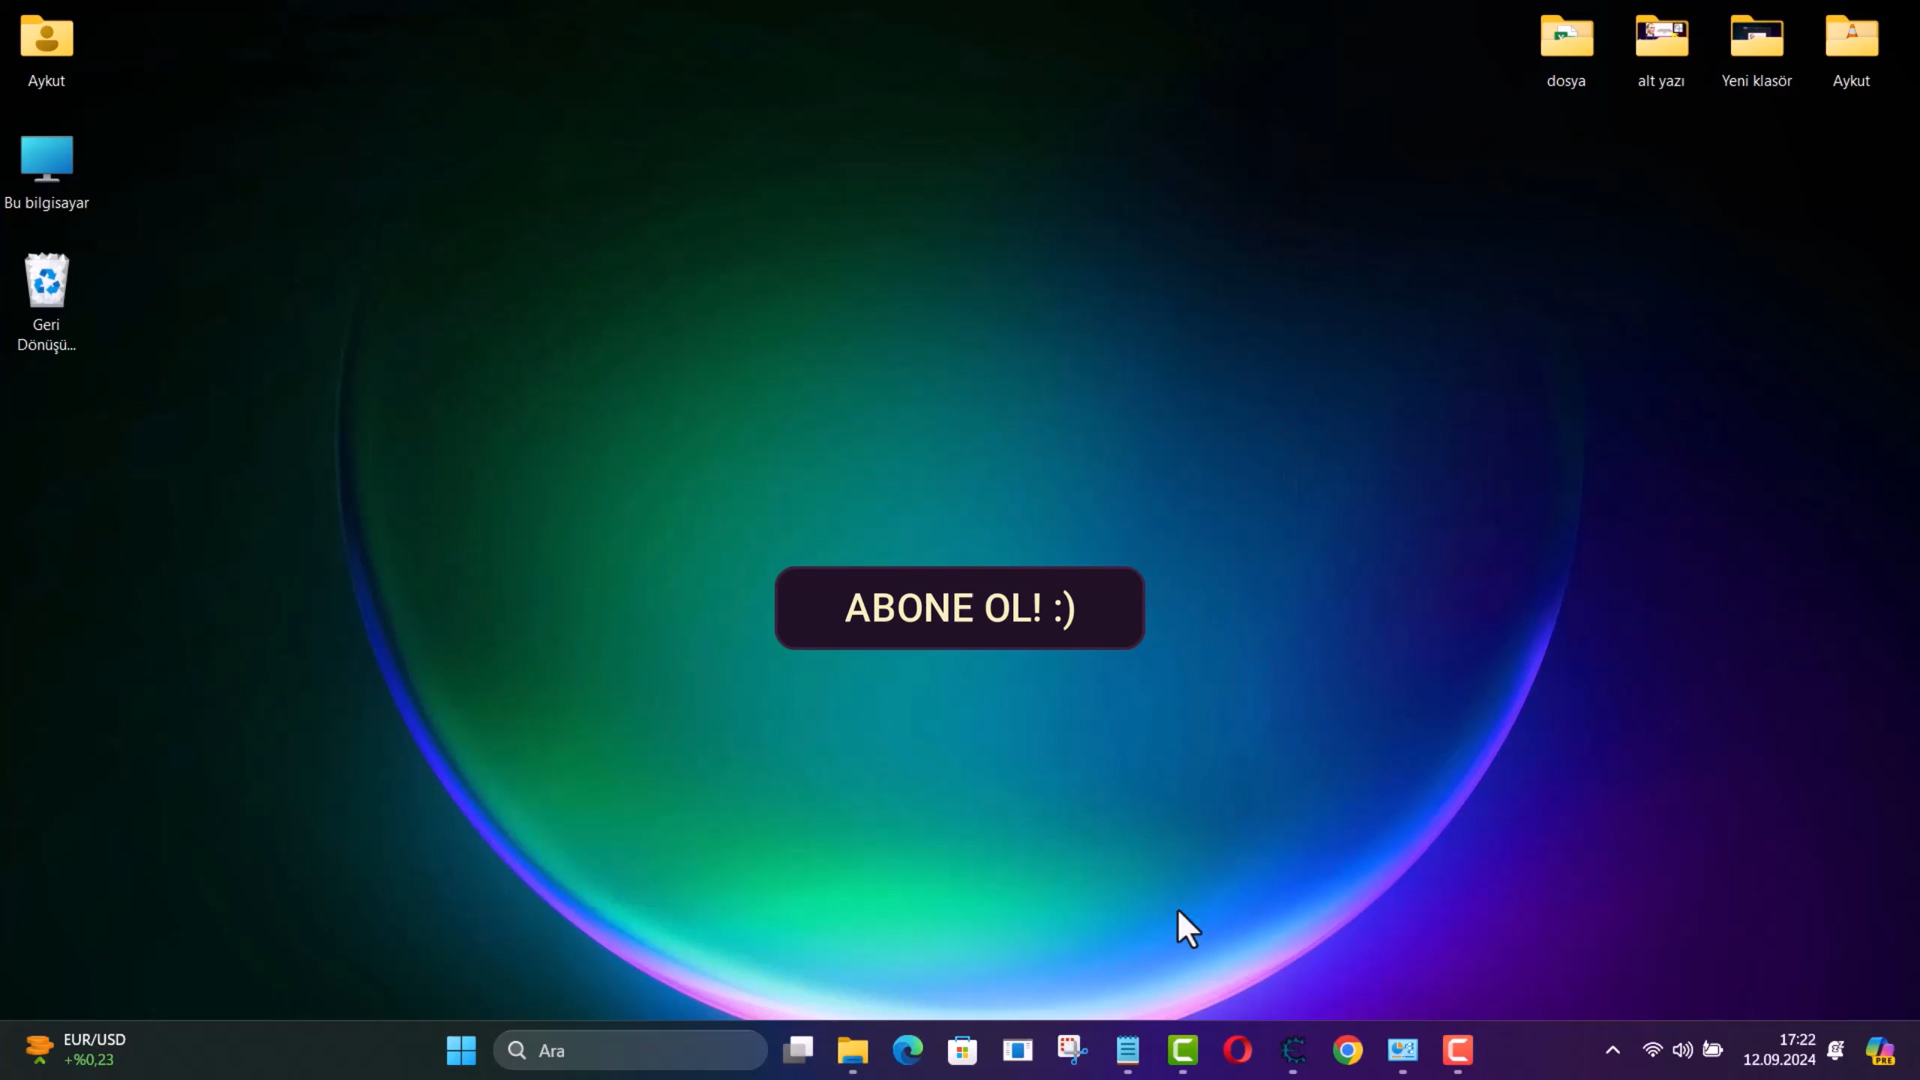 Aykut
Bu bilgisayar
Geri
Dönüşü...
dosya
alt yazı
Yeni klasör
Aykut
ABONE OL! :)
EUR/USD
+%0,23
Ara
17:22
12.09.2024
PRE